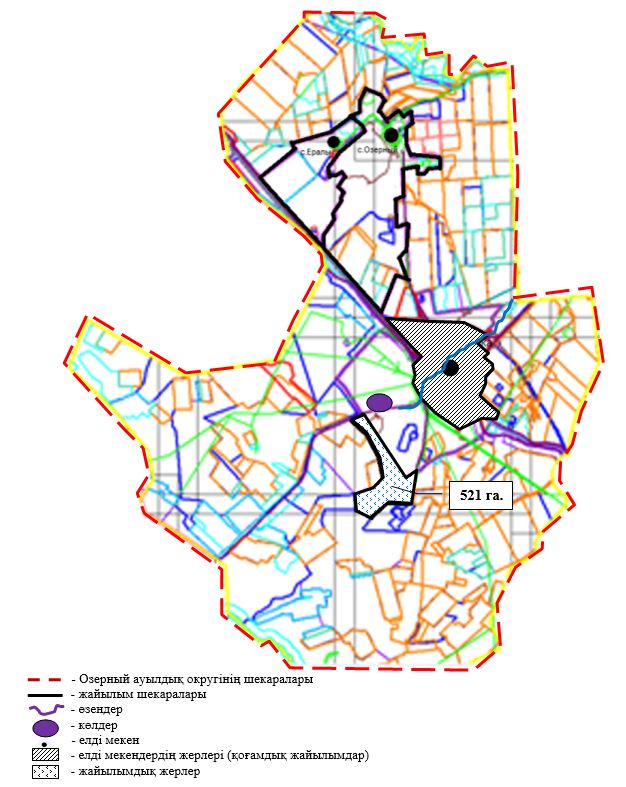 с.Ералы
с.Озерный
521 га.
- Озерный ауылдық округінің шекаралары
- жайылым шекаралары
- өзендер
- көлдер
- елді мекен
- елді мекендердің жерлері (қоғамдық жайылымдар)
- жайылымдық жерлер